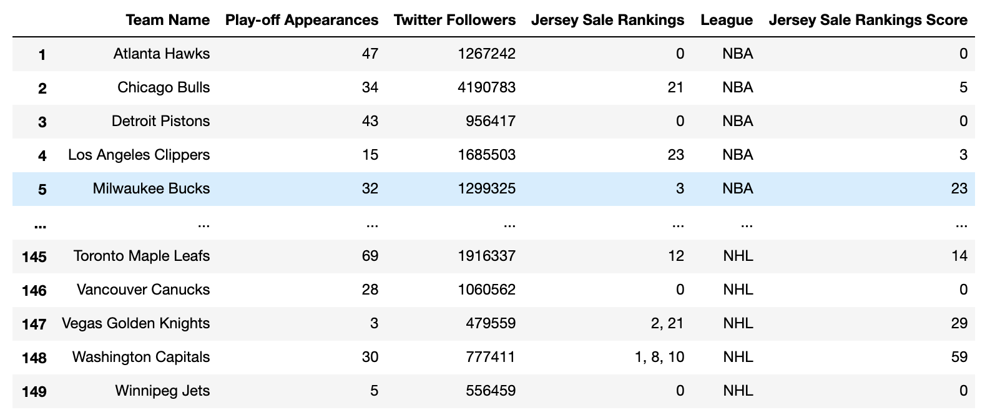 Team Name Play-off Appearances Twitter Followers Jersey Sale Rankings League Jersey Sale Rankings Score
1 Atlanta Hawks 47 1267242 0 NBA 0
2 Chicago Bulls 34 4190783 21 NBA 5
3 Detroit Pistons 43 956417 0 NBA 0
4 Los Angeles Clippers 15 1685503 23 NBA 3
5 Milwaukee Bucks 32 1299325 3 NBA 23
... ... ... ... ... ... ...
145 Toronto Maple Leafs 69 1916337 12 NHL 14
146 Vancouver Canucks 28 1060562 0 NHL 0
147 Vegas Golden Knights 3 479559 2, 21 NHL 29
148 Washington Capitals 30 777411 1, 8, 10 NHL 59
149 Winnipeg Jets 5 556459 0 NHL 0